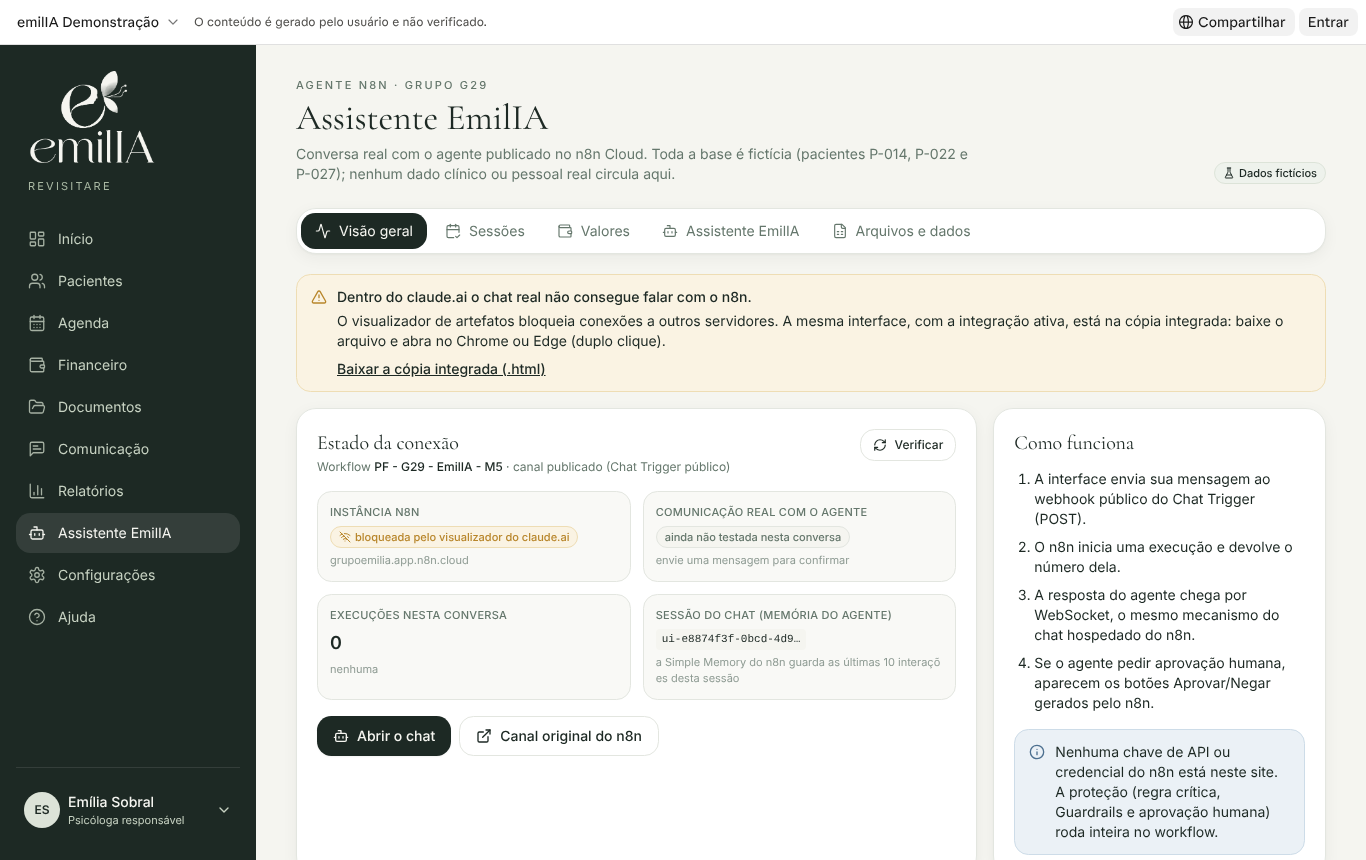 emilIA Demonstração
O conteúdo é gerado pelo usuário e não verificado.
Compartilhar
Entrar
e
emilIA
REVISITARE
Início
Pacientes
Agenda
Financeiro
Documentos
Comunicação
Relatórios
Assistente EmilIA
Configurações
Ajuda
ES
Emília Sobral
Psicóloga responsável
AGENTE N8N · GRUPO G29
Assistente EmilIA
Conversa real com o agente publicado no n8n Cloud. Toda a base é fictícia (pacientes P-014, P-022 e
P-027); nenhum dado clínico ou pessoal real circula aqui.
Dados fictícios
Visão geral
Sessões
Valores
Assistente EmilIA
Arquivos e dados
Dentro do claude.ai o chat real não consegue falar com o n8n.
O visualizador de artefatos bloqueia conexões a outros servidores. A mesma interface, com a integração ativa, está na cópia integrada: baixe o
arquivo e abra no Chrome ou Edge (duplo clique).
Baixar a cópia integrada (.html)
Estado da conexão
Workflow PF - G29 - EmilIA - M5 · canal publicado (Chat Trigger público)
Verificar
INSTÂNCIA N8N
bloqueada pelo visualizador do claude.ai
grupoemilia.app.n8n.cloud
COMUNICAÇÃO REAL COM O AGENTE
ainda não testada nesta conversa
envie uma mensagem para confirmar
EXECUÇÕES NESTA CONVERSA
0
nenhuma
SESSÃO DO CHAT (MEMÓRIA DO AGENTE)
ui-e8874f3f-0bcd-4d9…
a Simple Memory do n8n guarda as últimas 10 interaçõ
es desta sessão
Abrir o chat
Canal original do n8n
Como funciona
1. A interface envia sua mensagem ao
webhook público do Chat Trigger
(POST).
2. O n8n inicia uma execução e devolve o
número dela.
3. A resposta do agente chega por
WebSocket, o mesmo mecanismo do
chat hospedado do n8n.
4. Se o agente pedir aprovação humana,
aparecem os botões Aprovar/Negar
gerados pelo n8n.
Nenhuma chave de API ou
credencial do n8n está neste site.
A proteção (regra crítica,
Guardrails e aprovação humana)
roda inteira no workflow.